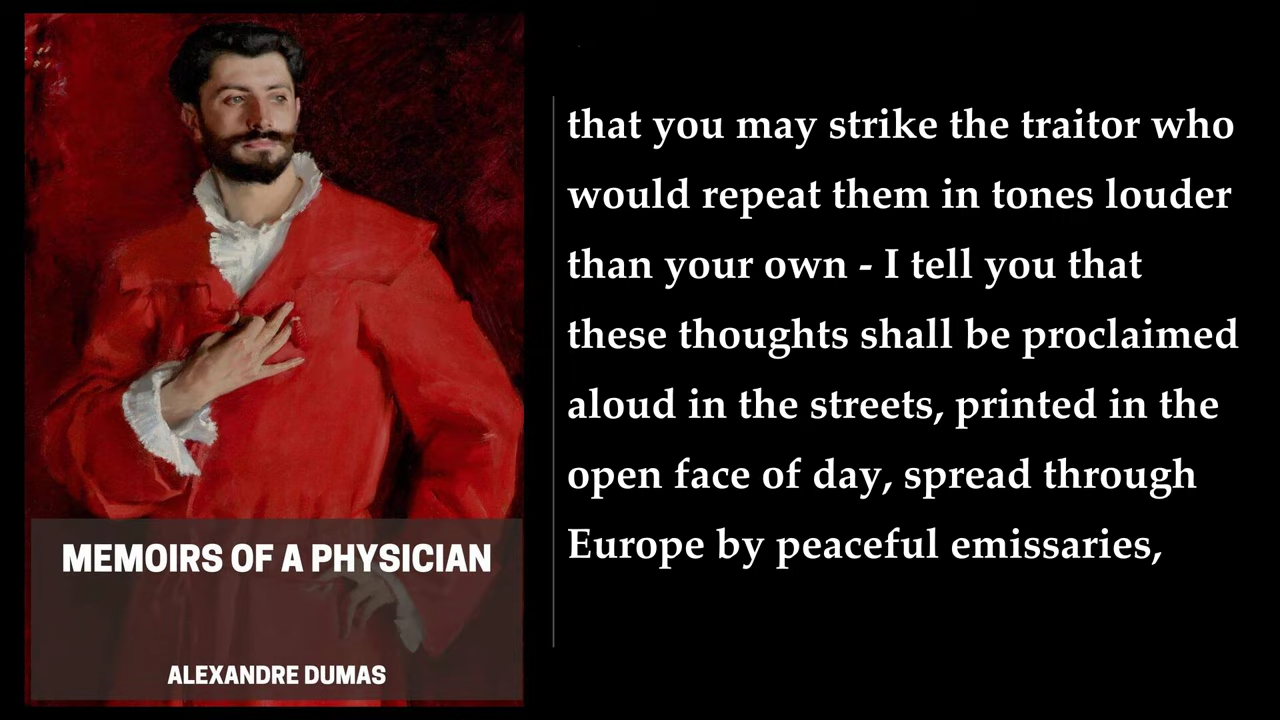 MEMOIRS OF A PHYSICIAN
ALEXANDRE DUMAS
that you may strike the traitor who
would repeat them in tones louder
than your own - I tell you that
these thoughts shall be proclaimed
aloud in the streets, printed in the
open face of day, spread through
Europe by peaceful emissaries,